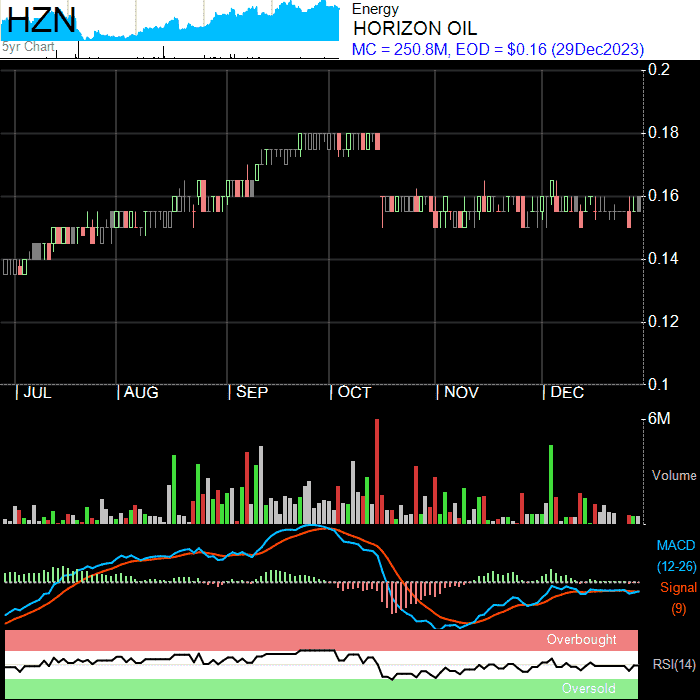 HZN
5yr Chart
Energy
HORIZON OIL
MC = 250.8M, EOD = $0.16 (29Dec2023)
0.2
0.18
0.16
0.14
0.12
0.1
JUL AUG SEP OCT NOV DEC
6M
Volume
MACD
(12-26)
Signal
(9)
Overbought
RSI(14)
Oversold